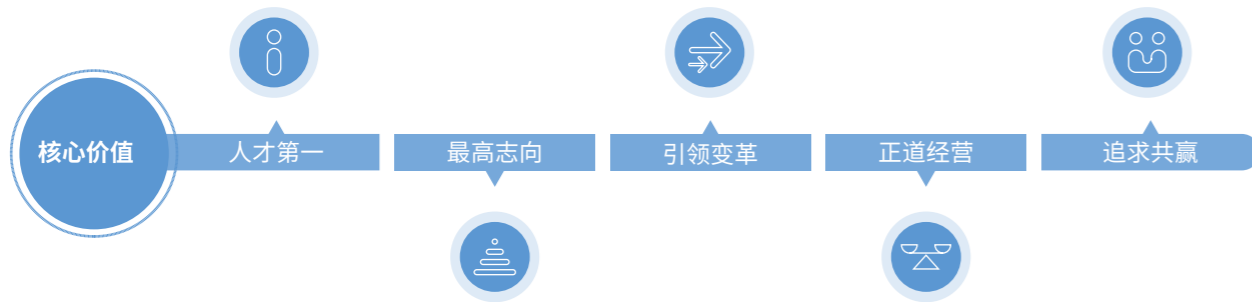 核心价值
人才第一
最高志向
引领变革
正道经营
追求共赢